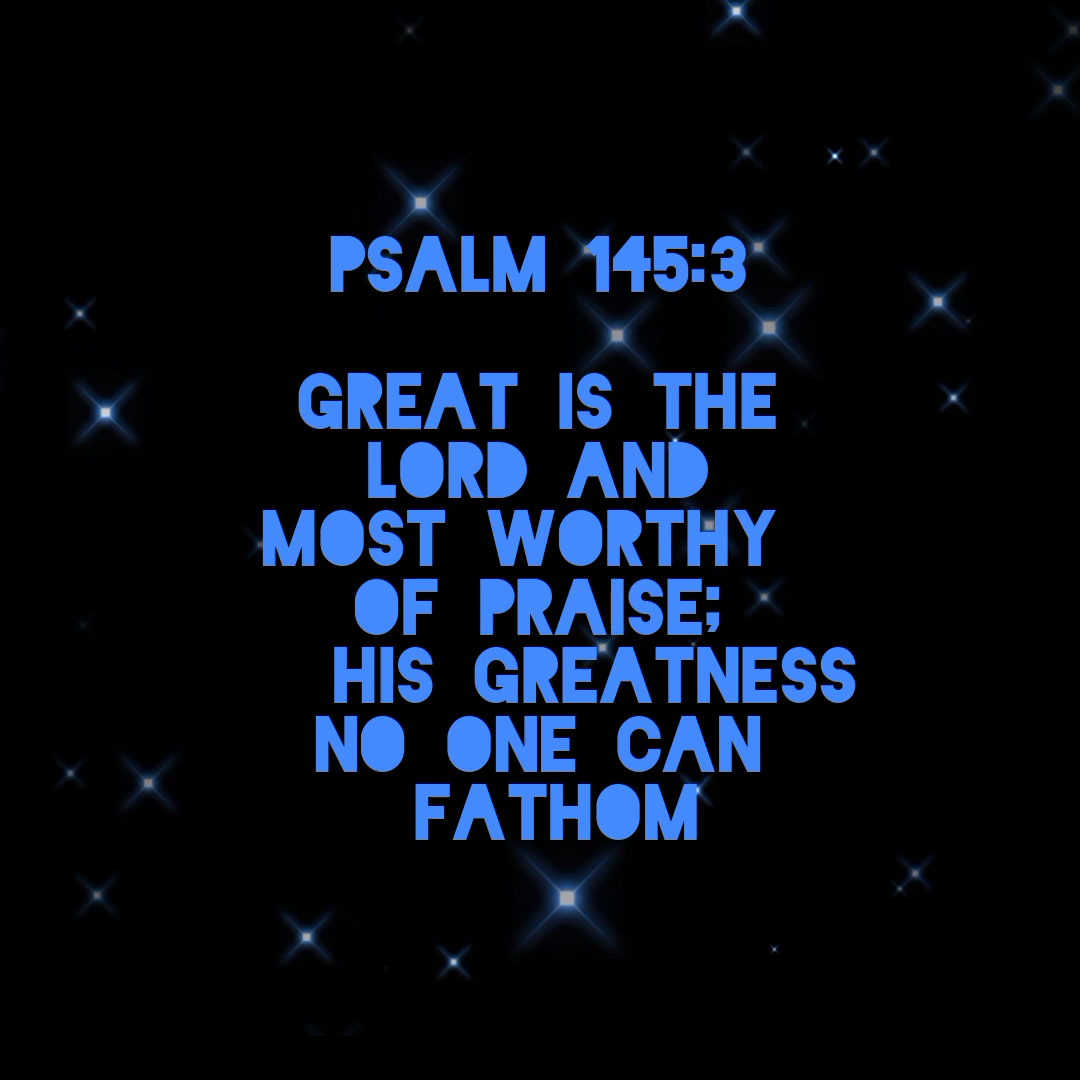 PSALM 145:3
GREAT IS THE
LORD AND
MOST WORTHY
OF PRAISE;
HIS GREATNESS
NO ONE CAN
FATHOM